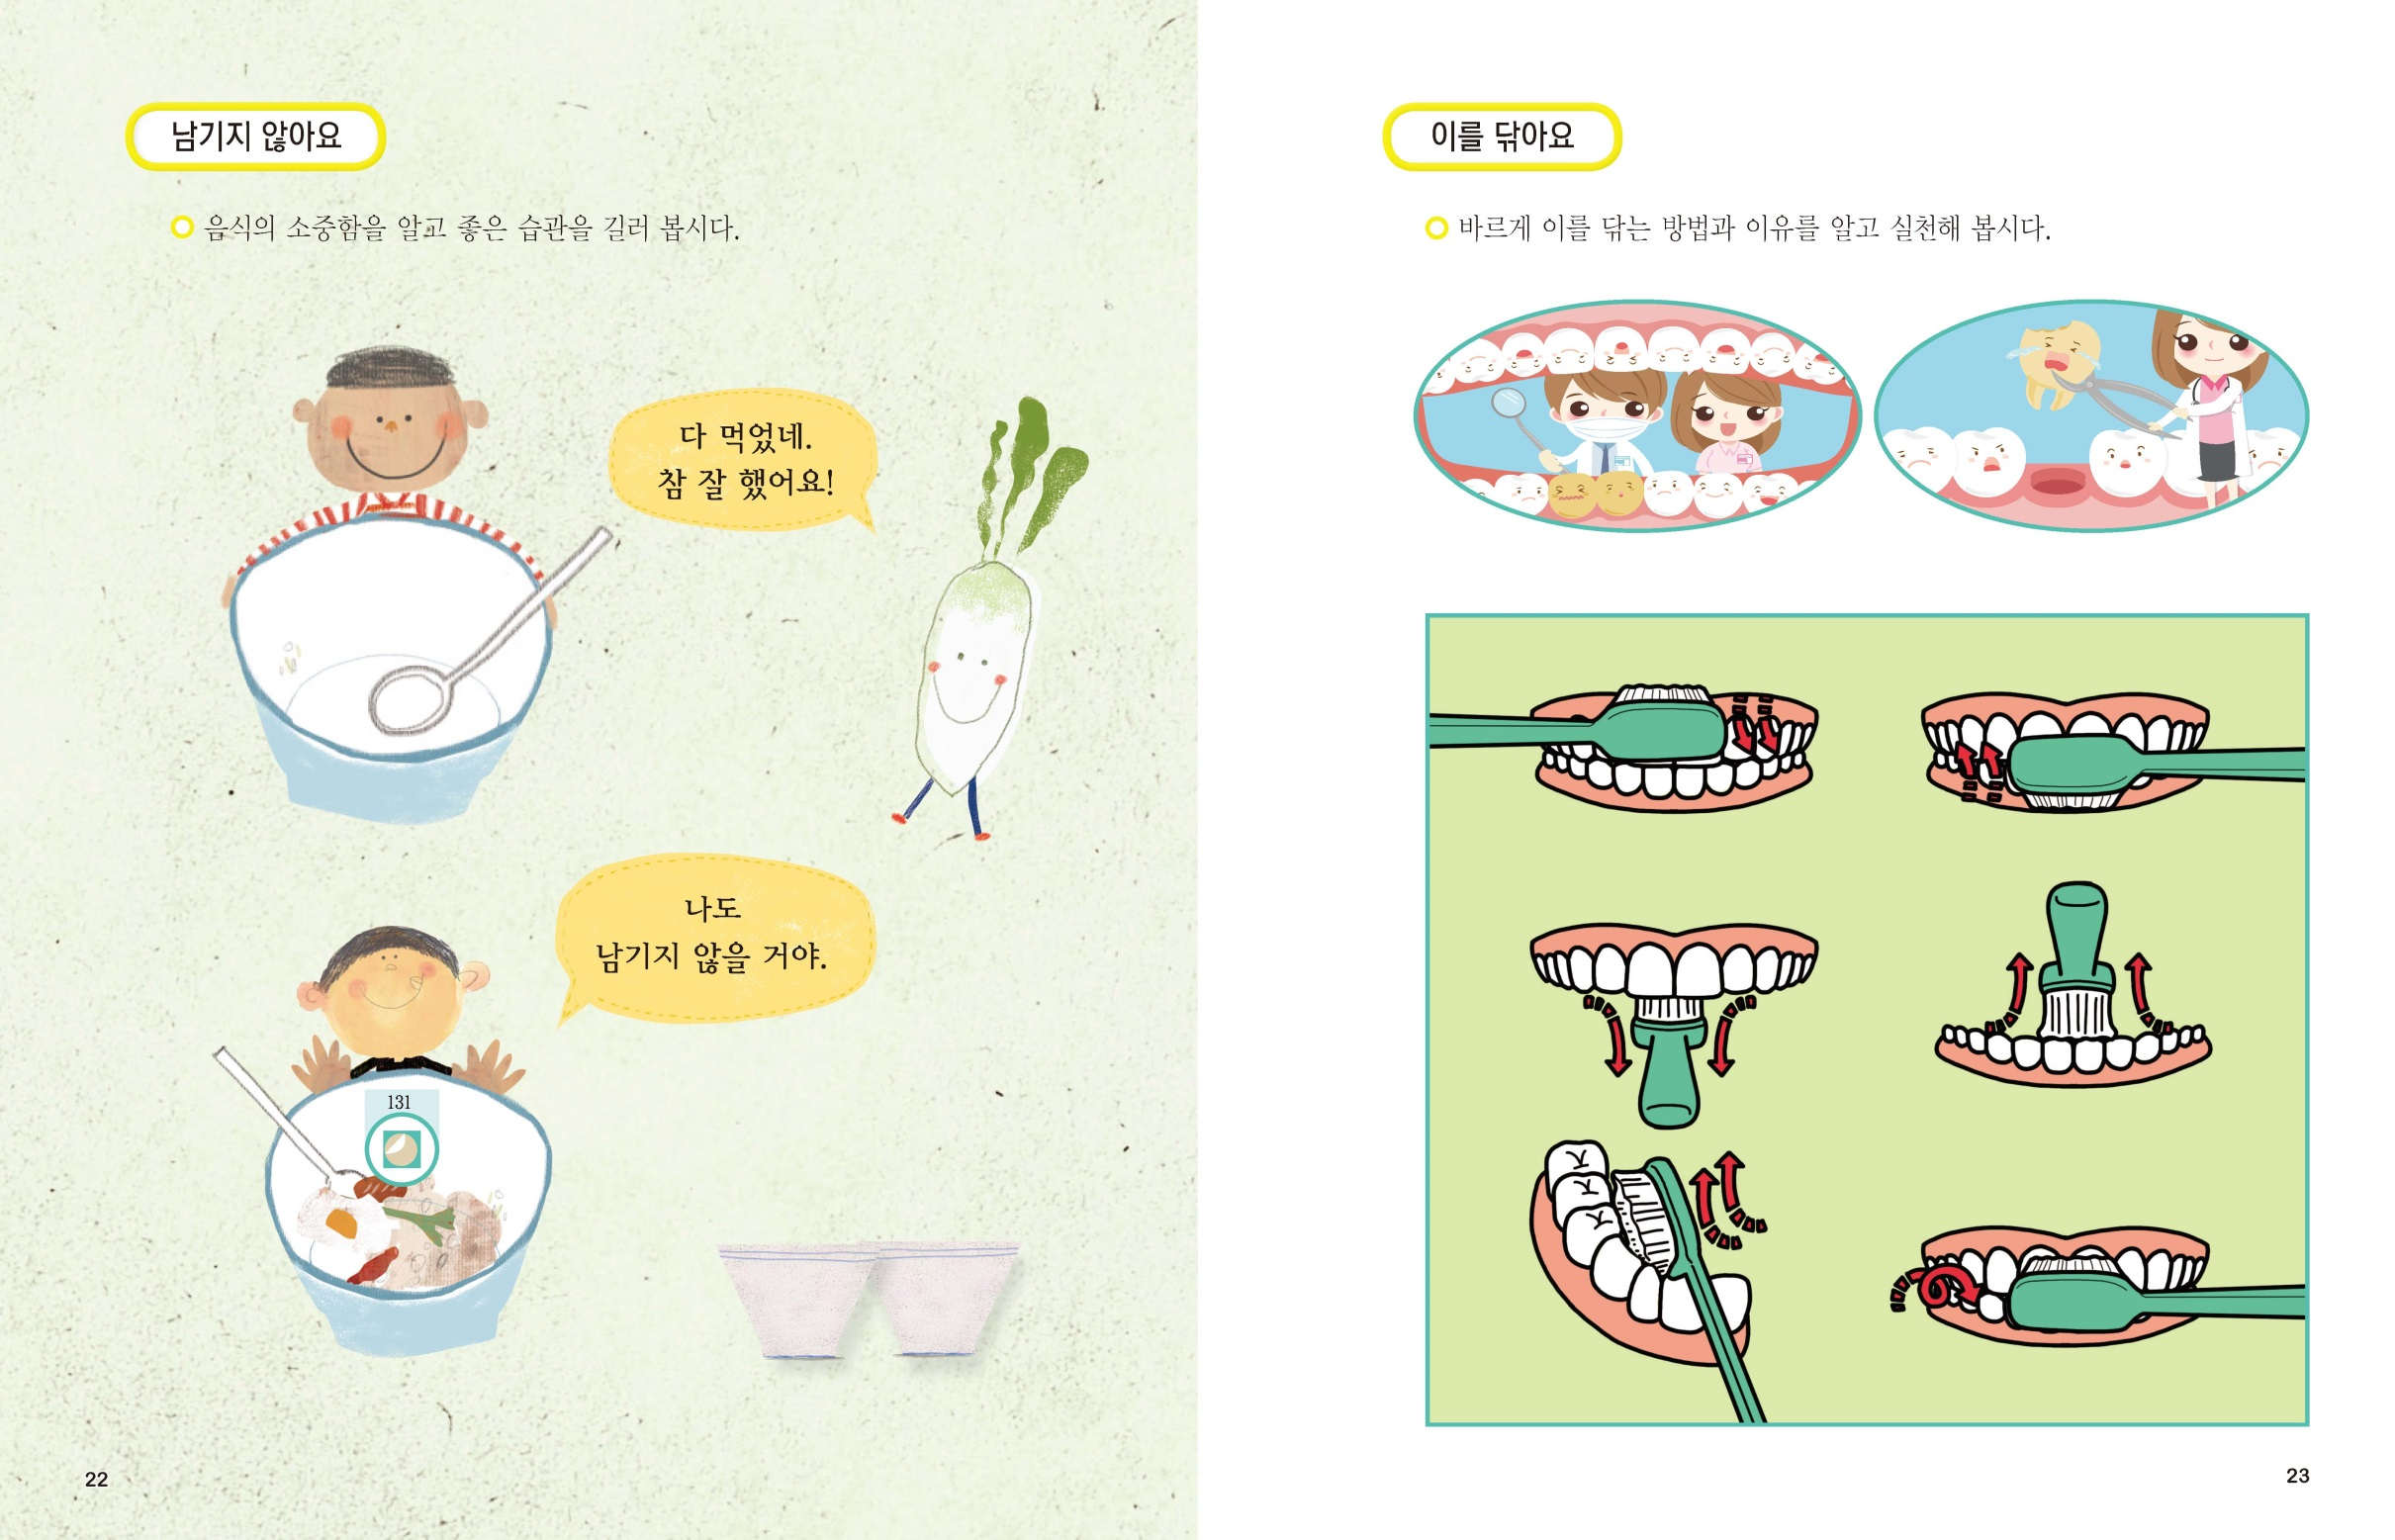 남기지 않아요
음식의 소중함을 알고 좋은 습관을 길러 봅시다.
다 먹었네.
참 잘 했어요!
나도
남기지 않을 거야.
131
22
이를 닦아요
바르게 이를 닦는 방법과 이유를 알고 실천해 봅시다.
23